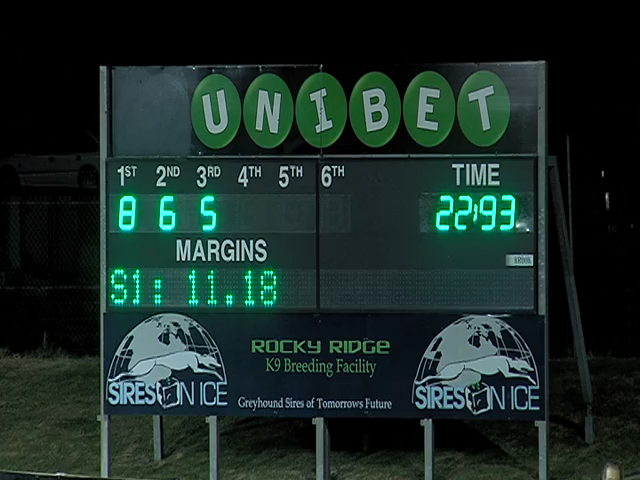 UNIBET
1ST 2ND 3RD 4TH 5TH 6TH TIME
8 6 5 22:93
MARGINS
S1: 11.18
ROCKY RIDGE
K9 Breeding Facility
SIRES ON ICE Greyhound Sires of Tomorrows Future SIRES ON ICE